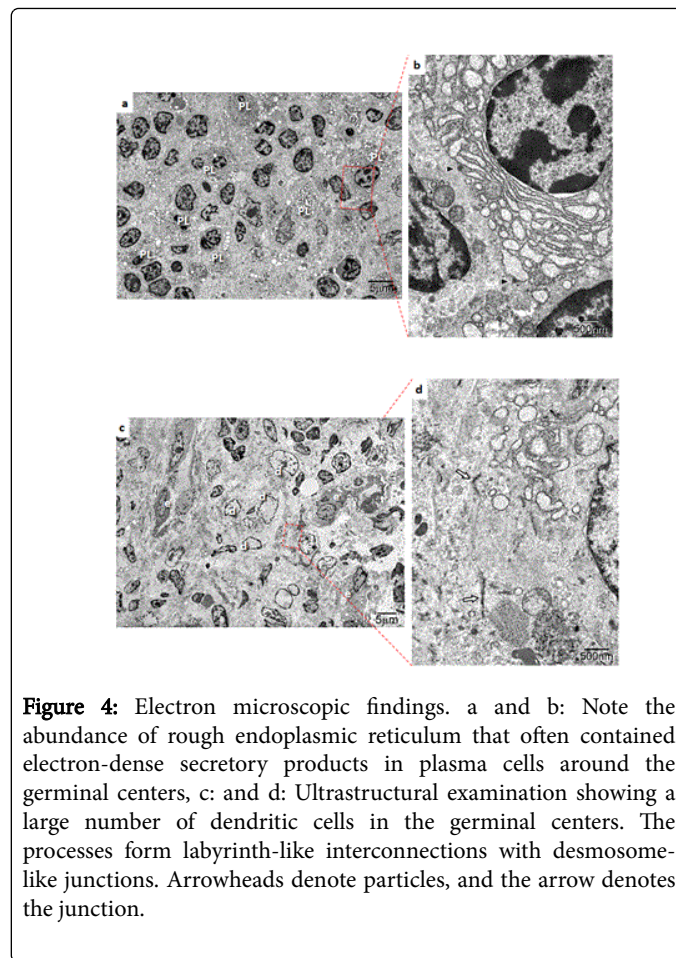 b
a
PL
PL
PL
PL
PL
PL
PL
5μm
500nm
d
c
d
d
d
d
5μm
500nm
Figure 4: Electron microscopic findings. a and b: Note the
abundance of rough endoplasmic reticulum that often contained
electron-dense secretory products in plasma cells around the
germinal centers, c: and d: Ultrastructural examination showing a
large number of dendritic cells in the germinal centers. The
processes form labyrinth-like interconnections with desmosome-
like junctions. Arrowheads denote particles, and the arrow denotes
the junction.